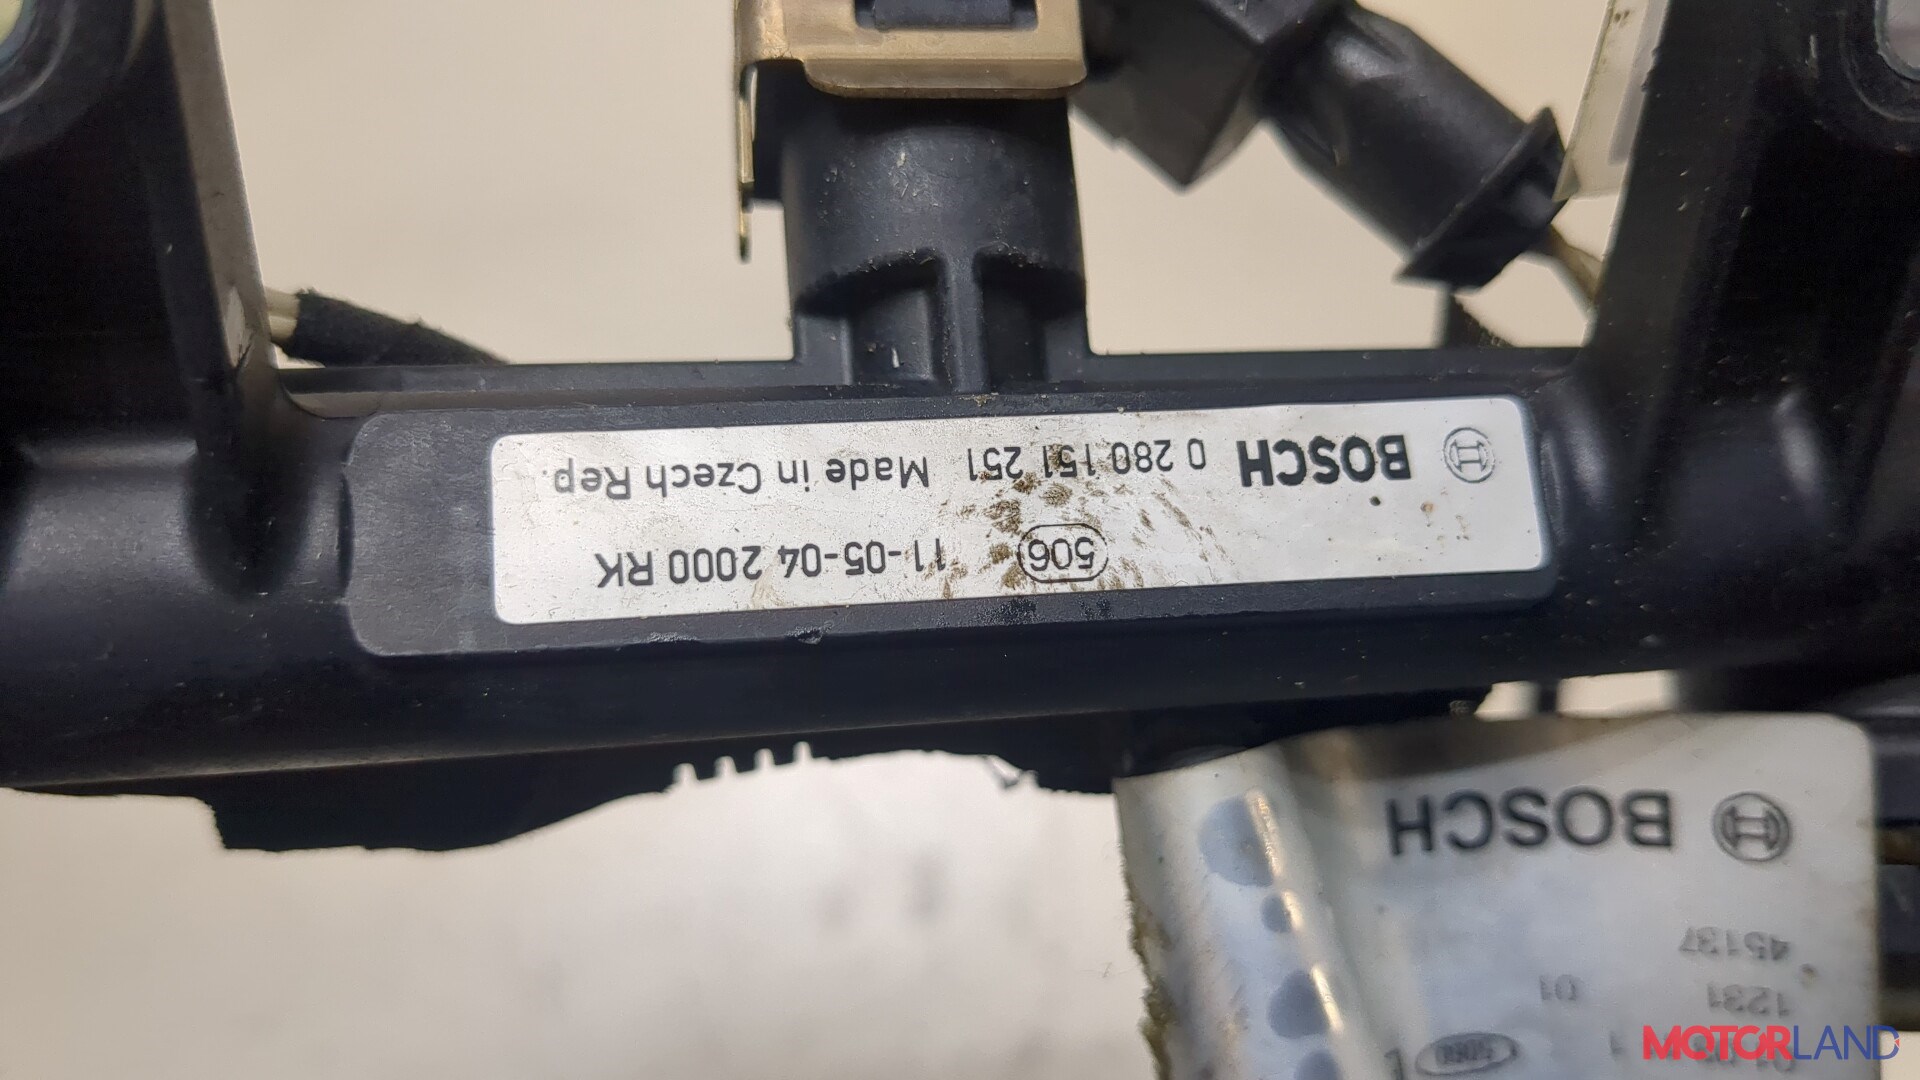 BOSCH 0 280 151 251 Made in Czech Rep.
506 11-05-04 2000 RK
BOSCH
45137
1231 01
5080
MOTORLAND